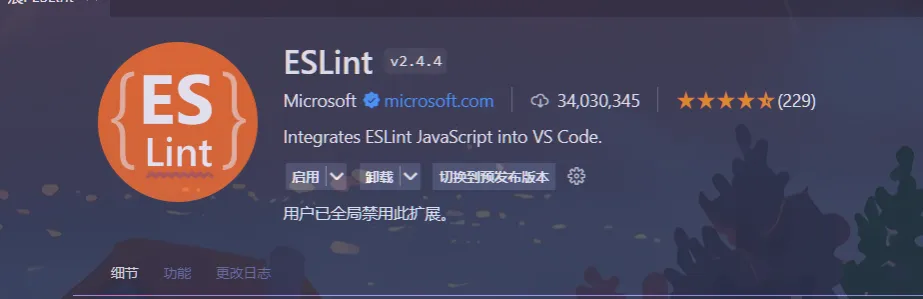 ESLint
ES
Lint
ESLint v2.4.4
Microsoft microsoft.com 34,030,345 (229)
Integrates ESLint JavaScript into VS Code.
启用 卸载 切换到预发布版本
用户已全局禁用此扩展。
细节 功能 更改日志